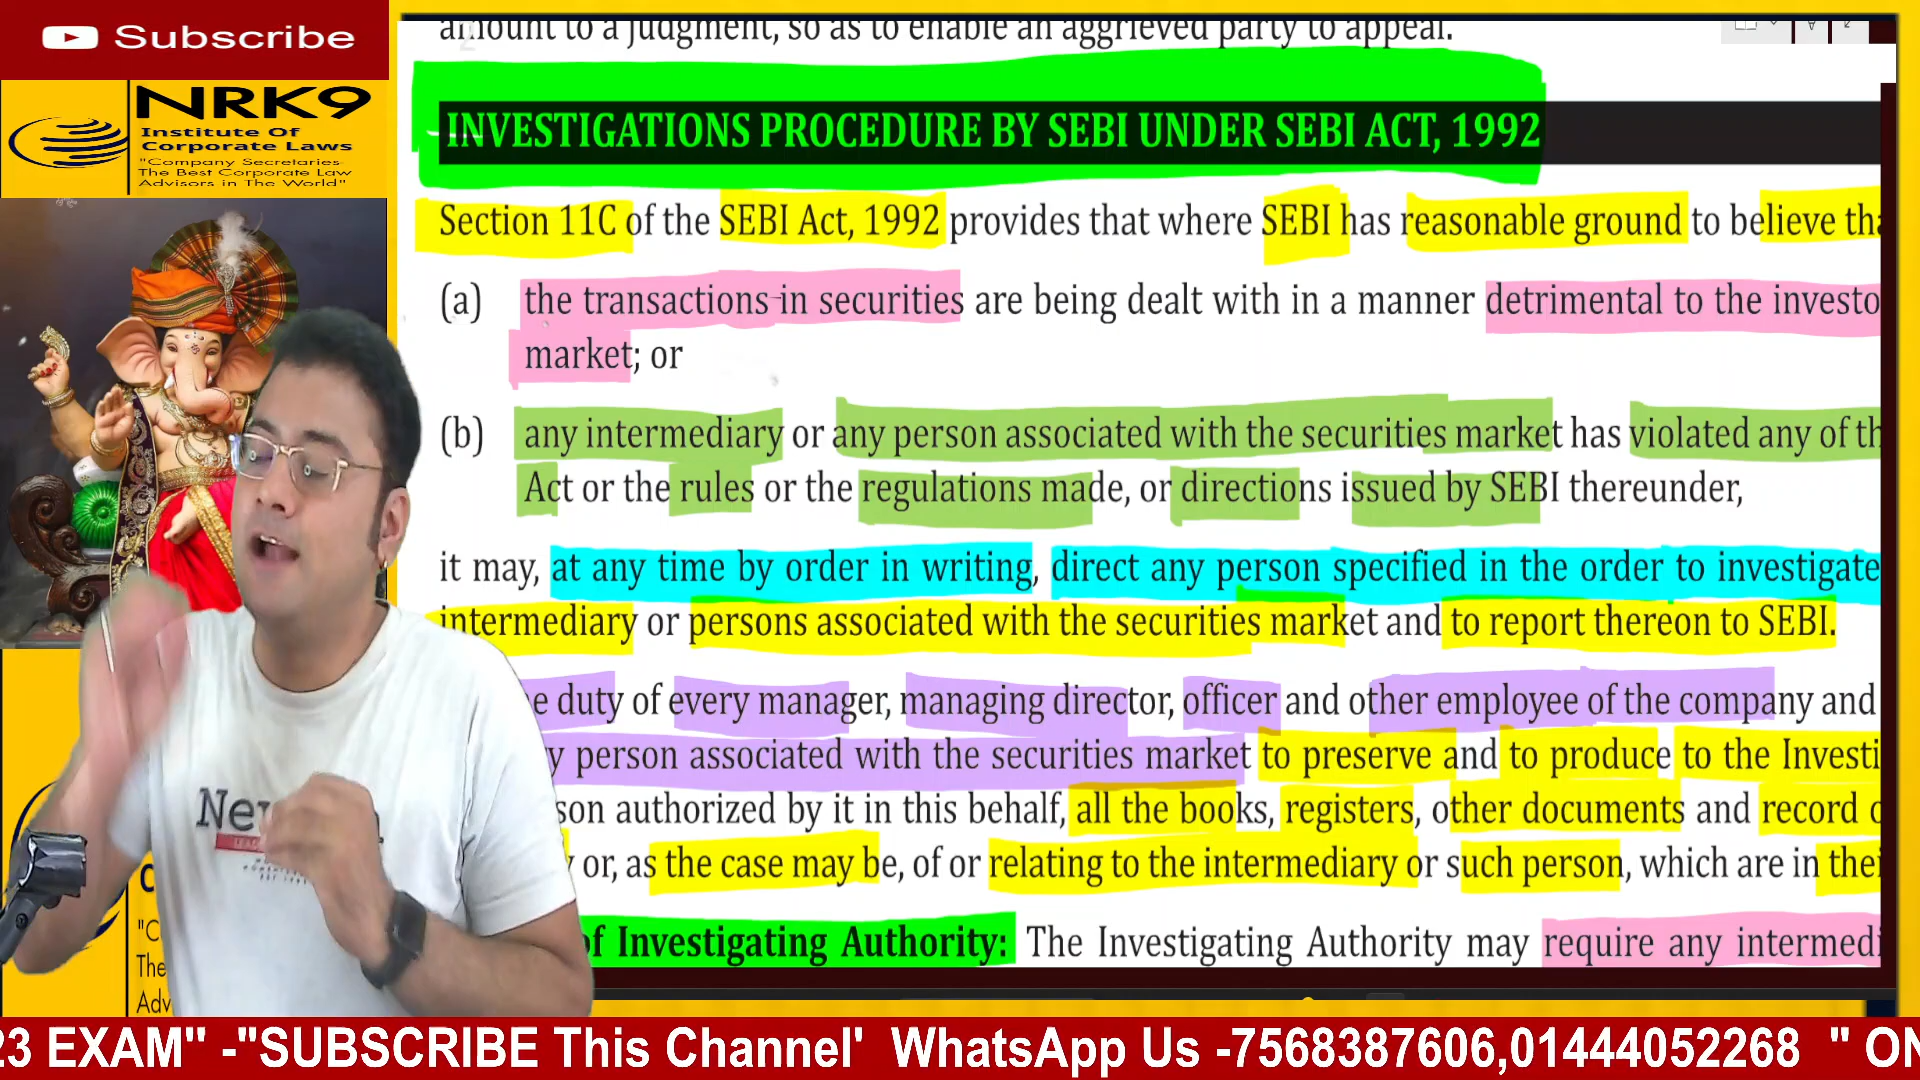 Subscribe
NRK9
Institute Of
Corporate Laws
"Company Secretaries-
The Best Corporate Law
Advisors in The World"
amount to a judgment, so as to enable an aggrieved party to appeal.
INVESTIGATIONS PROCEDURE BY SEBI UNDER SEBI ACT, 1992
Section 11C of the SEBI Act, 1992 provides that where SEBI has reasonable ground to believe tha
(a) the transactions in securities are being dealt with in a manner detrimental to the investo
market; or
(b) any intermediary or any person associated with the securities market has violated any of th
Act or the rules or the regulations made, or directions issued by SEBI thereunder,
it may, at any time by order in writing, direct any person specified in the order to investigate
intermediary or persons associated with the securities market and to report thereon to SEBI.
e duty of every manager, managing director, officer and other employee of the company and
y person associated with the securities market to preserve and to produce to the Investi
son authorized by it in this behalf, all the books, registers, other documents and record o
or, as the case may be, of or relating to the intermediary or such person, which are in thei
of Investigating Authority: The Investigating Authority may require any intermedi
Ne
"C
The
Adv
23 EXAM" -"SUBSCRIBE This Channel' WhatsApp Us -7568387606,01444052268 " ON